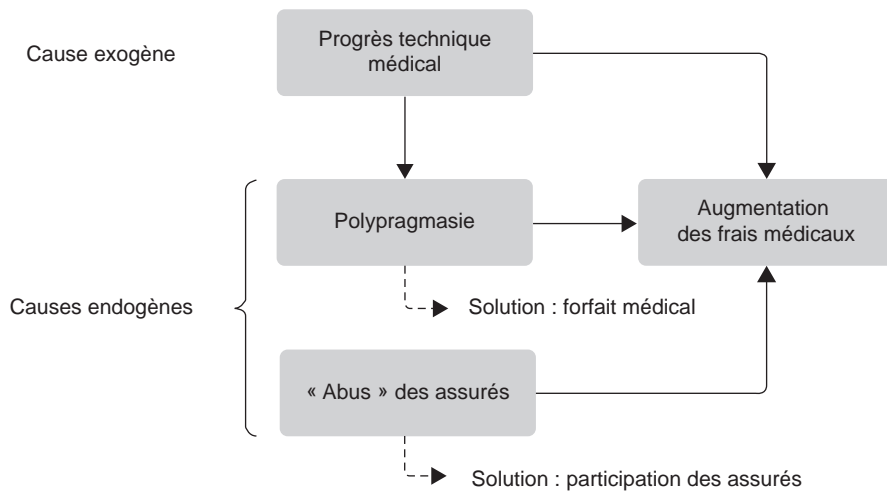 Cause exogène
Progrès technique
médical
Polypragmasie
Augmentation
des frais médicaux
Causes endogènes
Solution : forfait médical
« Abus » des assurés
Solution : participation des assurés